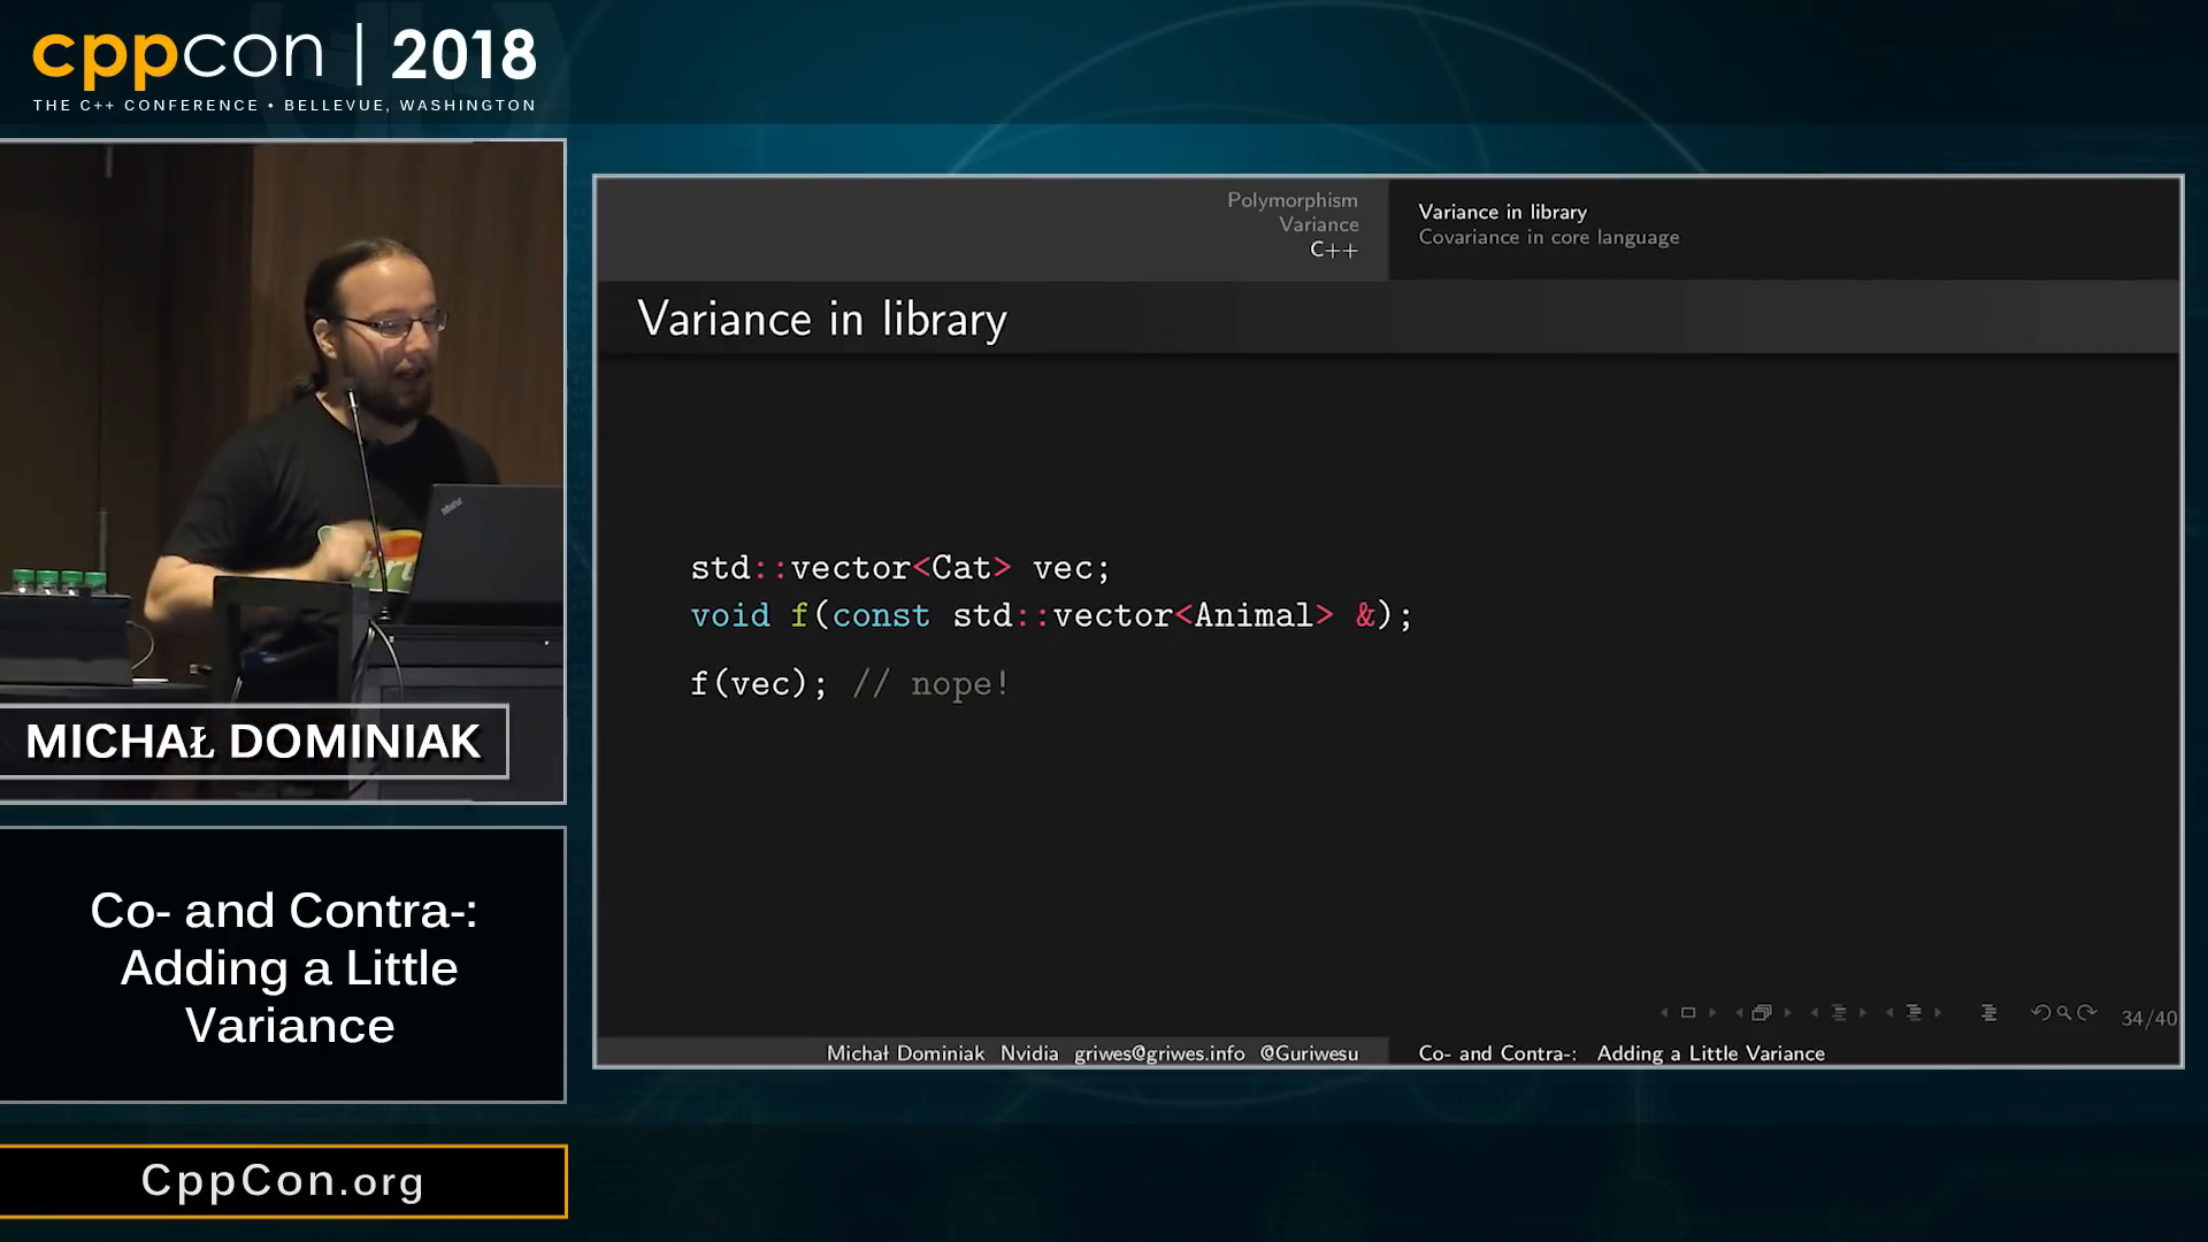 cppcon | 2018
THE C++ CONFERENCE • BELLEVUE, WASHINGTON
MICHAŁ DOMINIAK
Co- and Contra-:
Adding a Little
Variance
CppCon.org
Polymorphism
Variance
C++
Variance in library
Covariance in core language
Variance in library
std::vector<Cat> vec;
void f(const std::vector<Animal> &);
f(vec); // nope!
34/40
Michał Dominiak Nvidia griwes@griwes.info @Guriwesu
Co- and Contra-: Adding a Little Variance